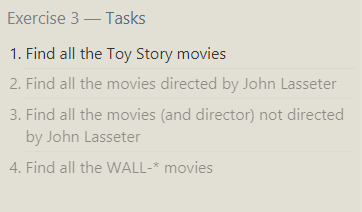 Exercise 3 — Tasks
1. Find all the Toy Story movies
2. Find all the movies directed by John Lasseter
3. Find all the movies (and director) not directed
by John Lasseter
4. Find all the WALL-* movies